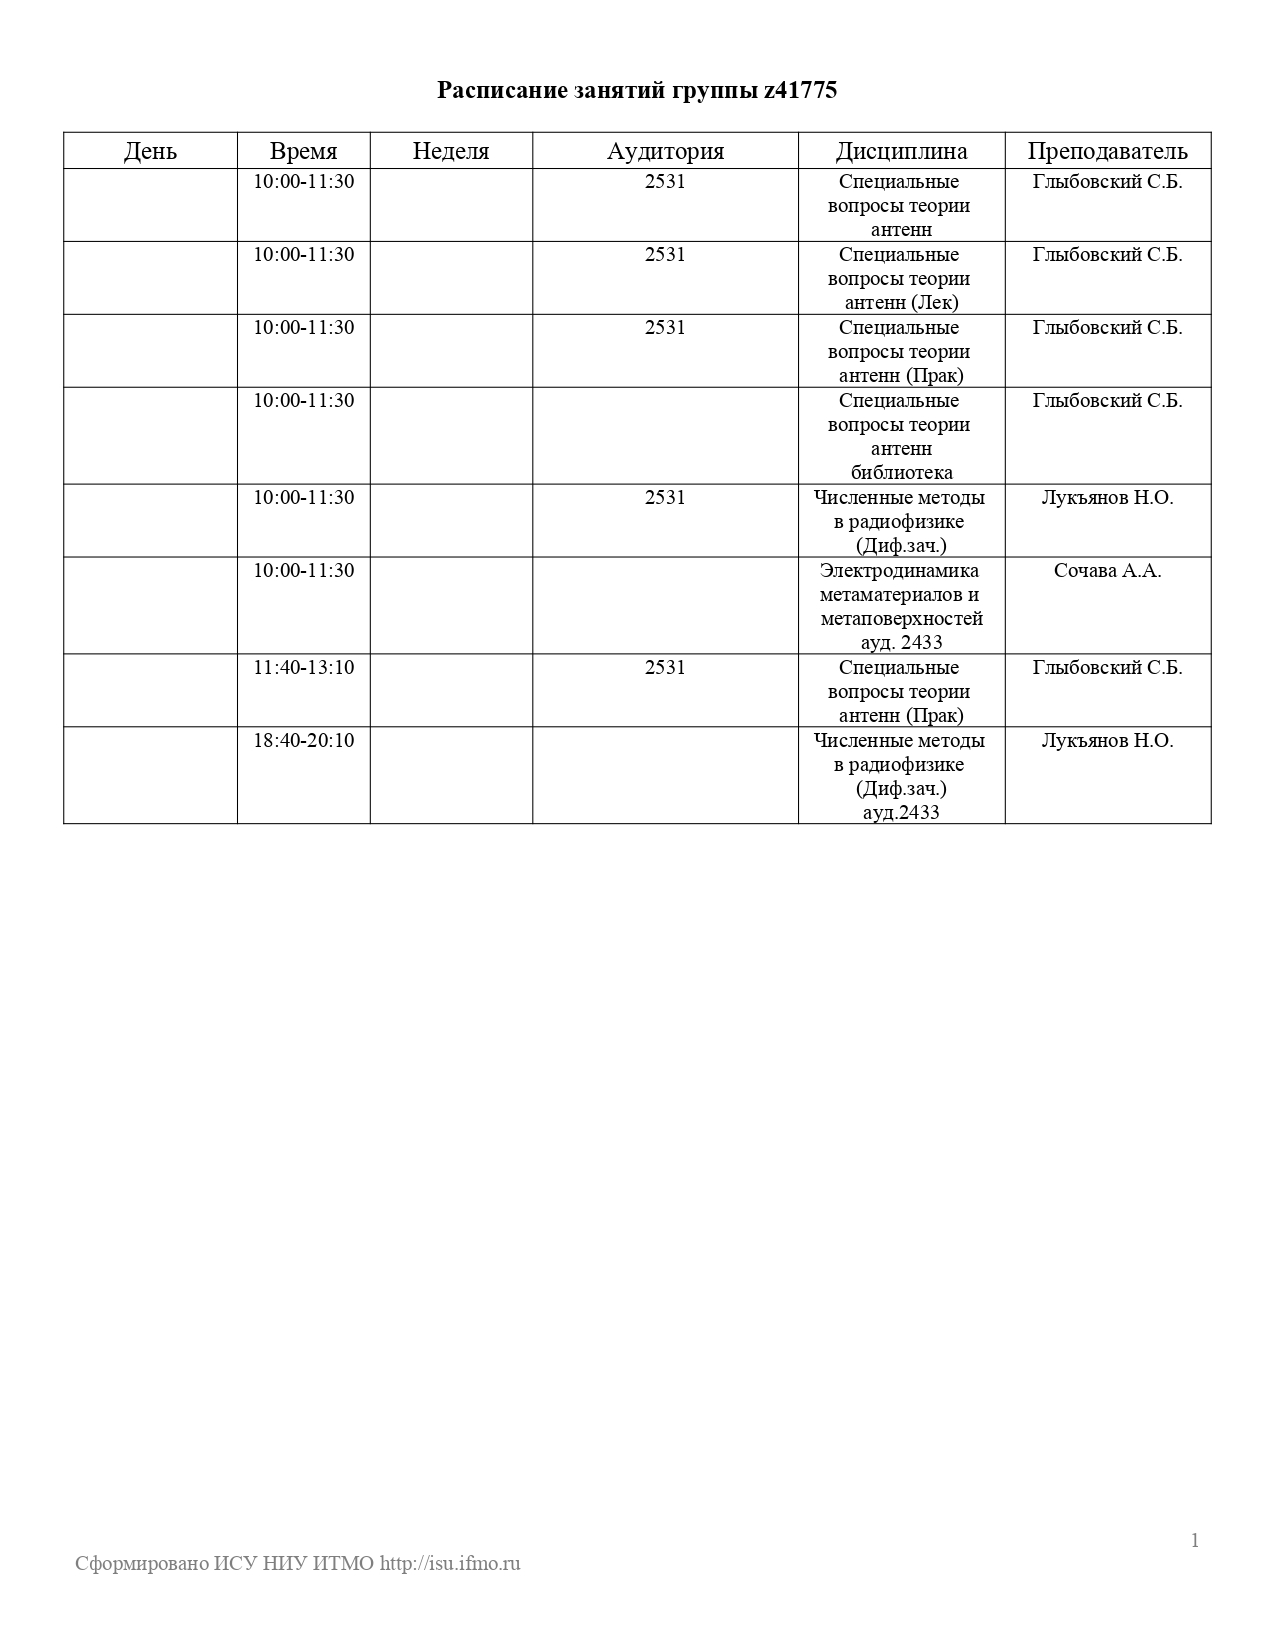 Расписание занятий группы z41775
День Время Неделя Аудитория Дисциплина Преподаватель
10:00-11:30 2531 Специальные Глыбовский С.Б.
вопросы теории
антенн
10:00-11:30 2531 Специальные Глыбовский С.Б.
вопросы теории
антенн (Лек)
10:00-11:30 2531 Специальные Глыбовский С.Б.
вопросы теории
антенн (Прак)
10:00-11:30 Специальные Глыбовский С.Б.
вопросы теории
антенн
библиотека
10:00-11:30 2531 Численные методы Лукъянов Н.О.
в радиофизике
(Диф.зач.)
10:00-11:30 Электродинамика Сочава А.А.
метаматериалов и
метаповерхностей
ауд. 2433
11:40-13:10 2531 Специальные Глыбовский С.Б.
вопросы теории
антенн (Прак)
18:40-20:10 Численные методы Лукъянов Н.О.
в радиофизике
(Диф.зач.)
ауд.2433
1
Сформировано ИСУ НИУ ИТМО http://isu.ifmo.ru